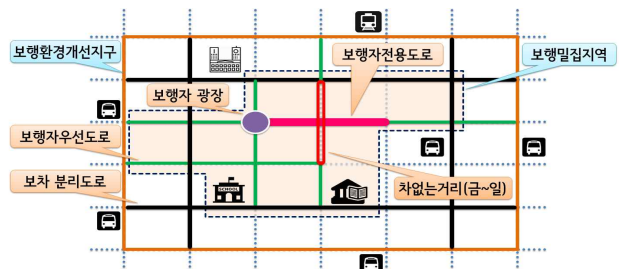 보행환경개선지구
보행자전용도로
보행밀집지역
보행자 광장
보행자우선도로
보차 분리도로
SCHOOL
차없는거리(금~일)